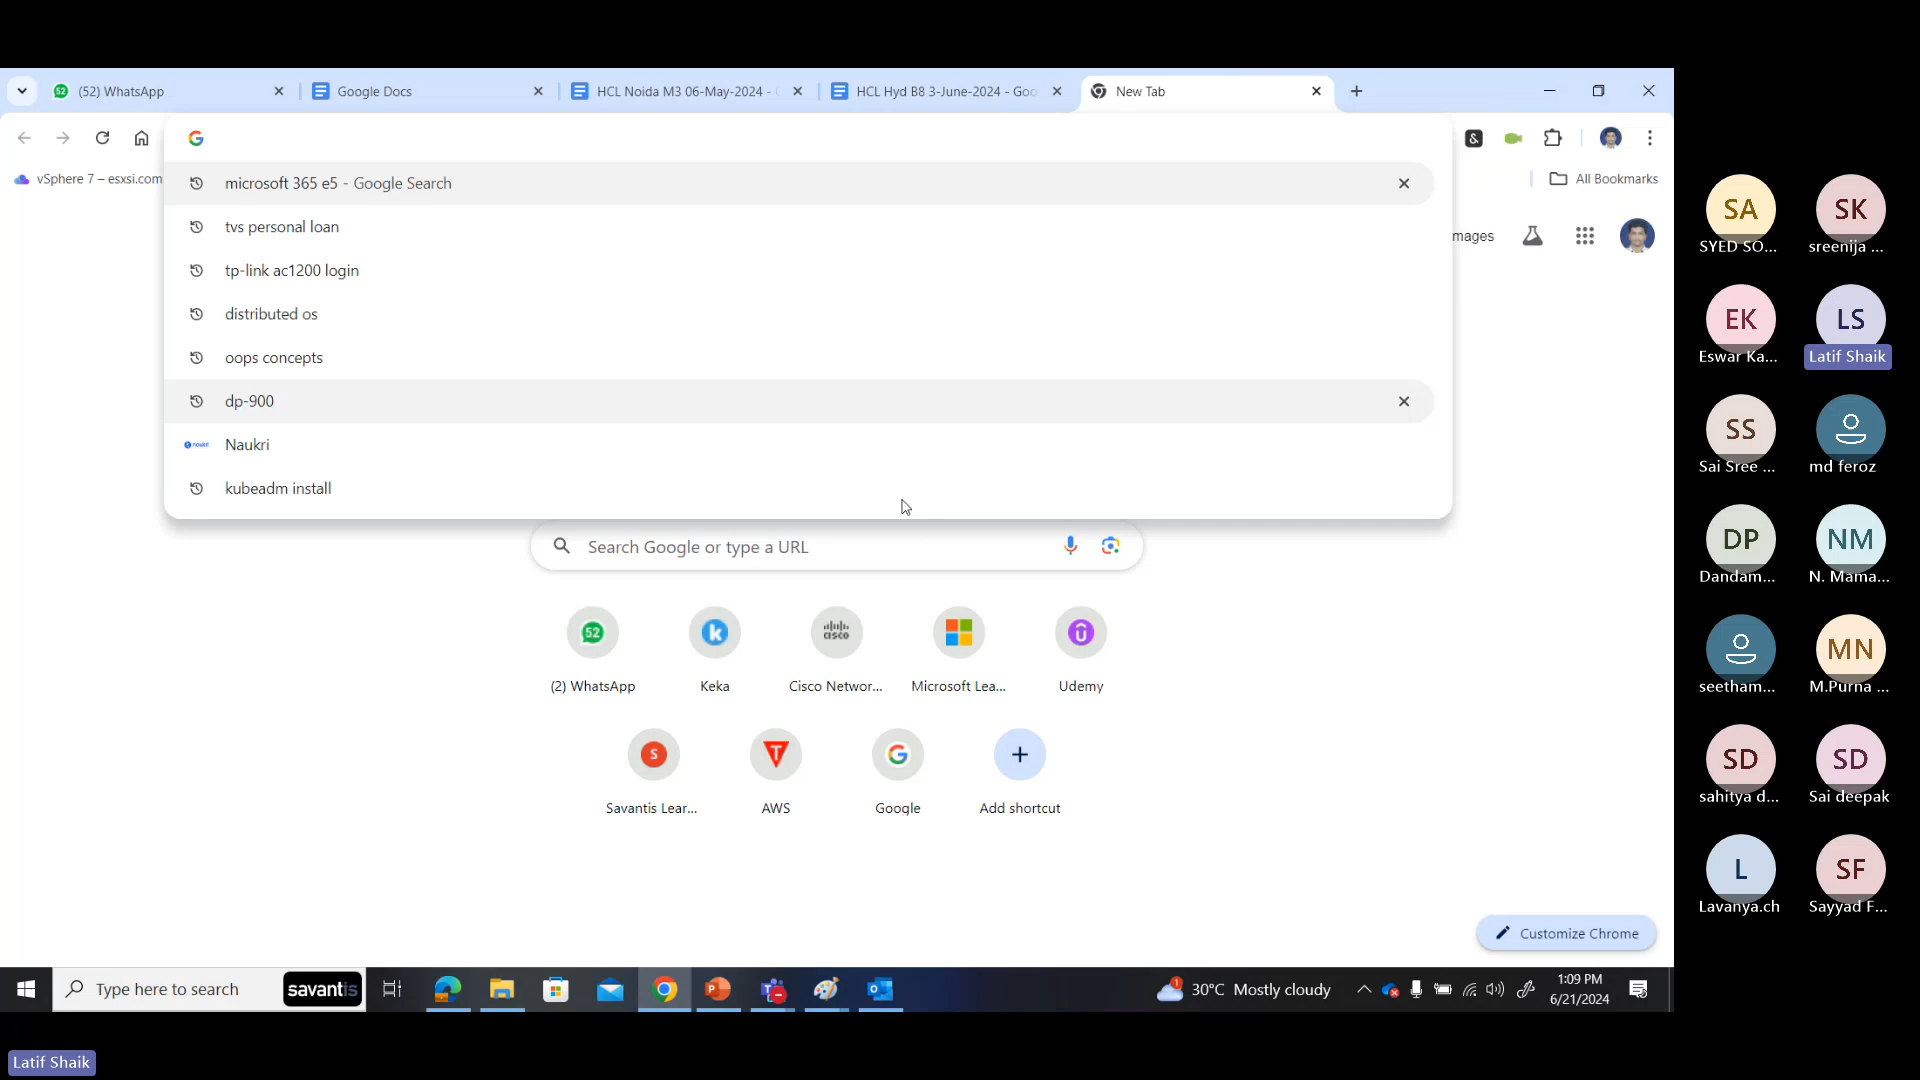 52 (52) WhatsApp
Google Docs
HCL Noida M3 06-May-2024 -
HCL Hyd B8 3-June-2024 - Goo
New Tab
vSphere 7 – esxsi.com
All Bookmarks
microsoft 365 e5 - Google Search
tvs personal loan
tp-link ac1200 login
distributed os
oops concepts
dp-900
Naukri
kubeadm install
mages
Search Google or type a URL
52
(2) WhatsApp
k
Keka
cisco
Cisco Networ...
Microsoft Lea...
Udemy
S
Savantis Lear...
T
AWS
Google
Add shortcut
Customize Chrome
Type here to search
savantis
1
30°C Mostly cloudy
1:09 PM
6/21/2024
SA
SYED SO...
SK
sreenija ...
EK
Eswar Ka...
LS
Latif Shaik
SS
Sai Sree ...
md feroz
DP
Dandam...
NM
N. Mama...
seetham...
MN
M.Purna ...
SD
sahitya d...
SD
Sai deepak
L
Lavanya.ch
SF
Sayyad F...
Latif Shaik